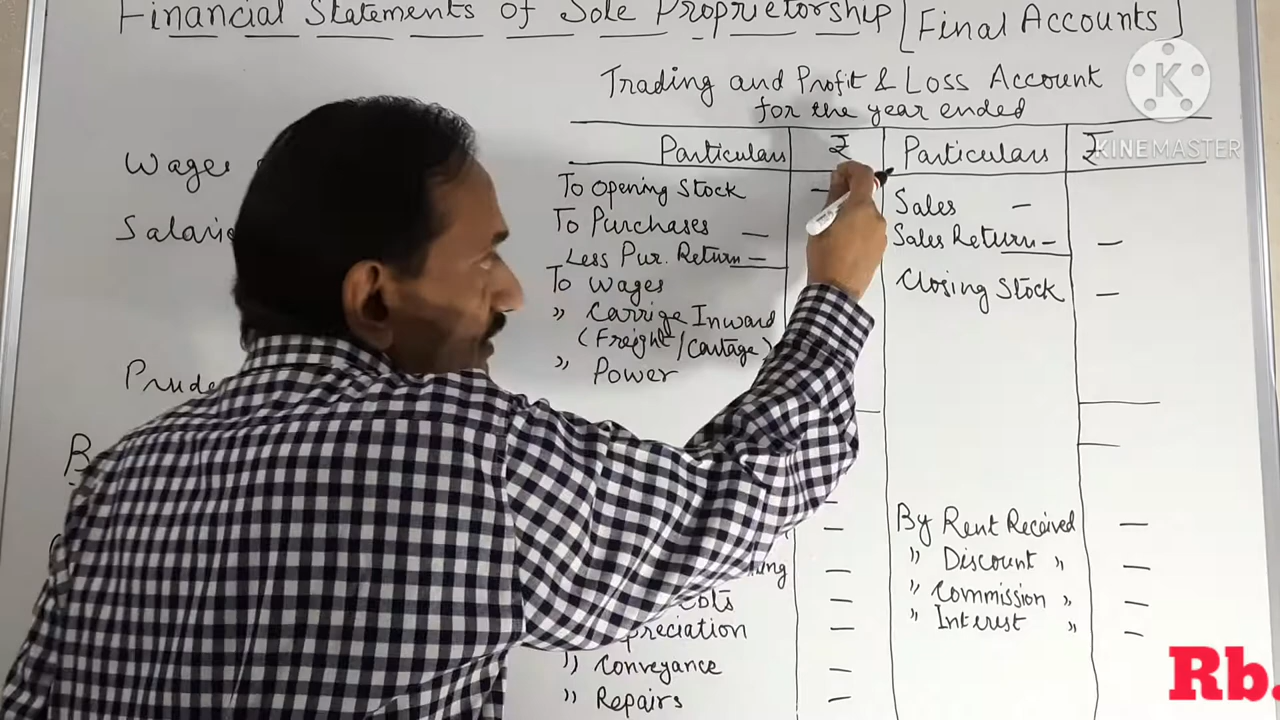 Financial Statements of Sole Proprietorship [Final Accounts]
Trading and Profit & Loss Account
for the year ended
Particulars ₹ Particulars ₹
To Opening Stock —
To Purchases —
Less Pur. Return —
To Wages
" Carrige Inward
(Freight/Cartage)
" Power
Sales —
Sales Return — —
Closing Stock —
Wages
Salarie
Prude
B
By Rent Received —
" Discount " —
" Commission " —
" Interest " —
preciation —
" Conveyance —
" Repairs —
KINEMASTER
K
Rb.